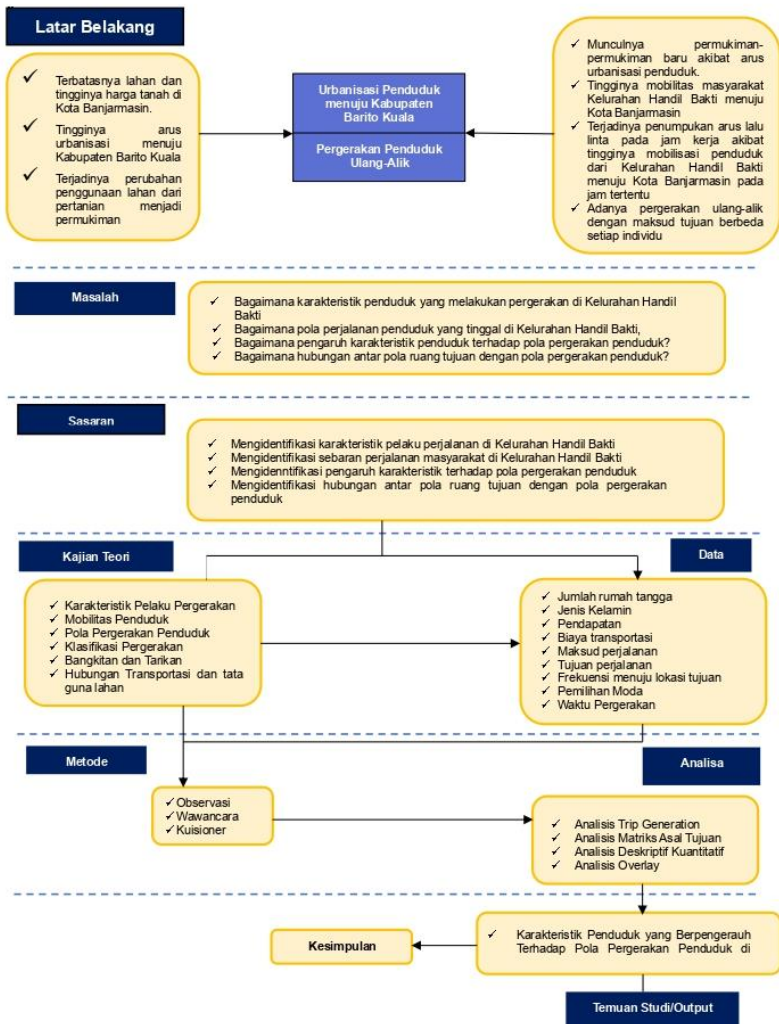 Latar Belakang
✓ Terbatasnya lahan dan
tingginya harga tanah di
Kota Banjarmasin.
✓ Tingginya arus
urbanisasi menuju
Kabupaten Barito Kuala
✓ Terjadinya perubahan
penggunaan lahan dari
pertanian menjadi
permukiman
Urbanisasi Penduduk
menuju Kabupaten
Barito Kuala
Pergerakan Penduduk
Ulang-Alik
✓ Munculnya permukiman-
permukiman baru akibat arus
urbanisasi penduduk.
✓ Tingginya mobilitas masyarakat
Kelurahan Handil Bakti menuju
Kota Banjarmasin
✓ Terjadinya penumpukan arus lalu
linta pada jam kerja akibat
tingginya mobilisasi penduduk
dari Kelurahan Handil Bakti
menuju Kota Banjarmasin pada
jam tertentu
✓ Adanya pergerakan ulang-alik
dengan maksud tujuan berbeda
setiap individu
Masalah
✓ Bagaimana karakteristik penduduk yang melakukan pergerakan di Kelurahan Handil
Bakti
✓ Bagaimana pola perjalanan penduduk yang tinggal di Kelurahan Handil Bakti,
✓ Bagaimana pengaruh karakteristik penduduk terhadap pola pergerakan penduduk?
✓ Bagaimana hubungan antar pola ruang tujuan dengan pola pergerakan penduduk?
Sasaran
✓ Mengidentifikasi karakteristik pelaku perjalanan di Kelurahan Handil Bakti
✓ Mengidentifikasi sebaran perjalanan masyarakat di Kelurahan Handil Bakti
✓ Mengidenntifikasi pengaruh karakteristik terhadap pola pergerakan penduduk
✓ Mengidentifikasi hubungan antar pola ruang tujuan dengan pola pergerakan
penduduk
Kajian Teori
Data
✓ Karakteristik Pelaku Pergerakan
✓ Mobilitas Penduduk
✓ Pola Pergerakan Penduduk
✓ Klasifikasi Pergerakan
✓ Bangkitan dan Tarikan
✓ Hubungan Transportasi dan tata
guna lahan
✓ Jumlah rumah tangga
✓ Jenis Kelamin
✓ Pendapatan
✓ Biaya transportasi
✓ Maksud perjalanan
✓ Tujuan perjalanan
✓ Frekuensi menuju lokasi tujuan
✓ Pemilihan Moda
✓ Waktu Pergerakan
Metode
Analisa
✓ Observasi
✓ Wawancara
✓ Kuisioner
✓ Analisis Trip Generation
✓ Analisis Matriks Asal Tujuan
✓ Analisis Deskriptif Kuantitatif
✓ Analisis Overlay
Kesimpulan
✓ Karakteristik Penduduk yang Berpengerauh
Terhadap Pola Pergerakan Penduduk di
Temuan Studi/Output